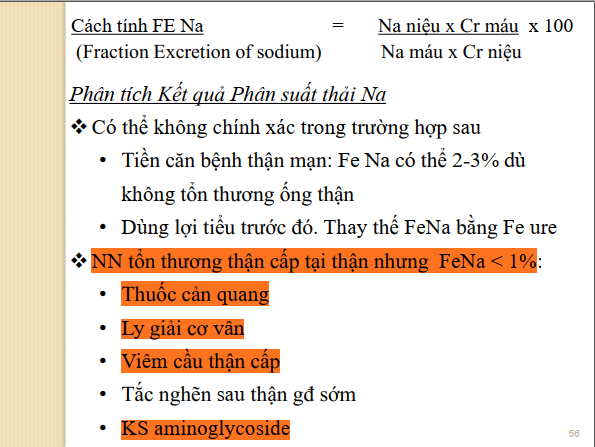 Cách tính FE Na = Na niệu x Cr máu x 100
(Fraction Excretion of sodium) Na máu x Cr niệu
Phân tích Kết quả Phân suất thải Na
❖ Có thể không chính xác trong trường hợp sau
• Tiền căn bệnh thận mạn: Fe Na có thể 2-3% dù
không tổn thương ống thận
• Dùng lợi tiểu trước đó. Thay thế FeNa bằng Fe ure
❖ NN tổn thương thận cấp tại thận nhưng FeNa < 1%:
• Thuốc cản quang
• Ly giải cơ vân
• Viêm cầu thận cấp
• Tắc nghẽn sau thận gđ sớm
• KS aminoglycoside
56